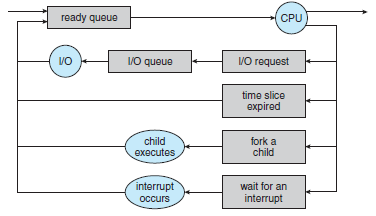 ready queue
CPU
I/O
I/O queue
I/O request
time slice
expired
child
executes
fork a
child
interrupt
occurs
wait for an
interrupt